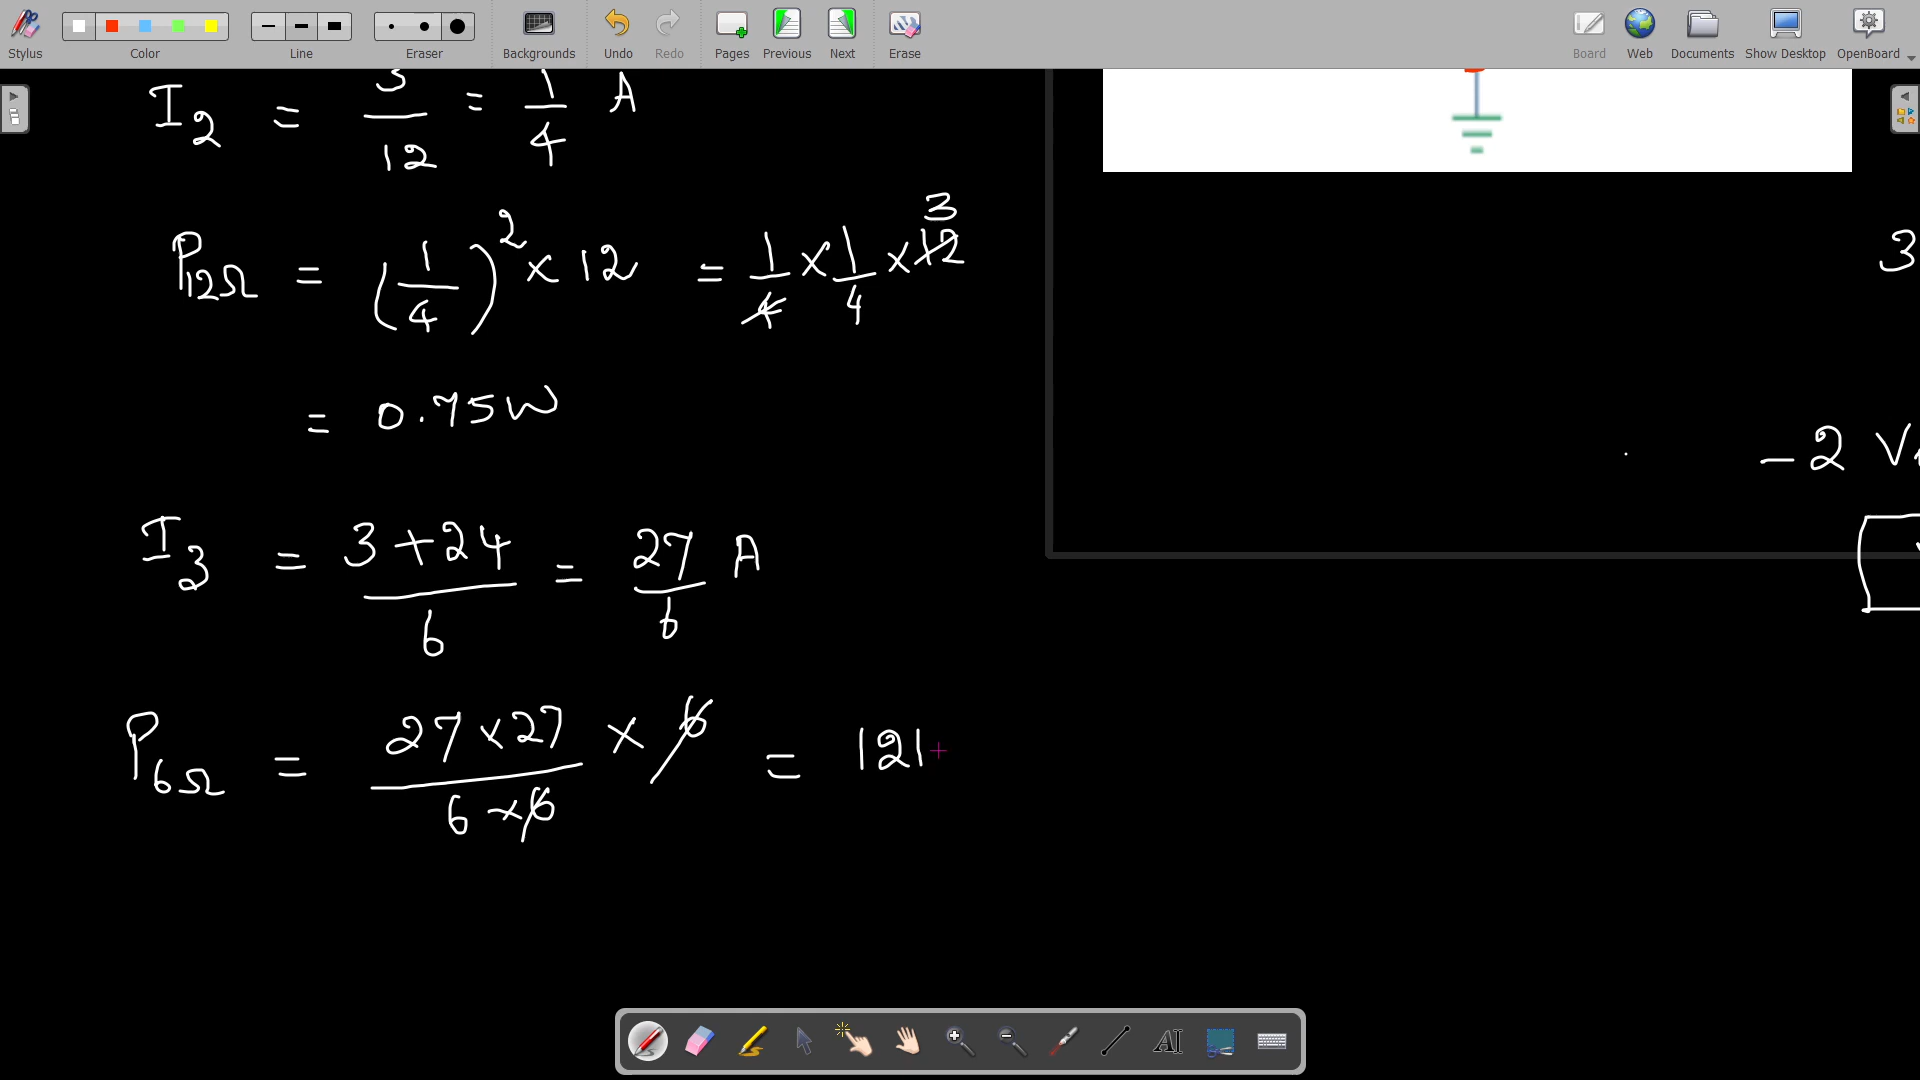 Stylus Color Line Eraser Backgrounds Undo Redo Pages Previous Next Erase Board Web Documents Show Desktop OpenBoard
I₂ = 3/12 = 1/4 A
P₁₂Ω = (1/4)² × 12 = 1/4 × 1/4 × 12 3
3
= 0.75W
-2 V
I₃ = 3+24/6 = 27/6 A
P₆Ω = 27×27/6×6 × 6 = 121
AI